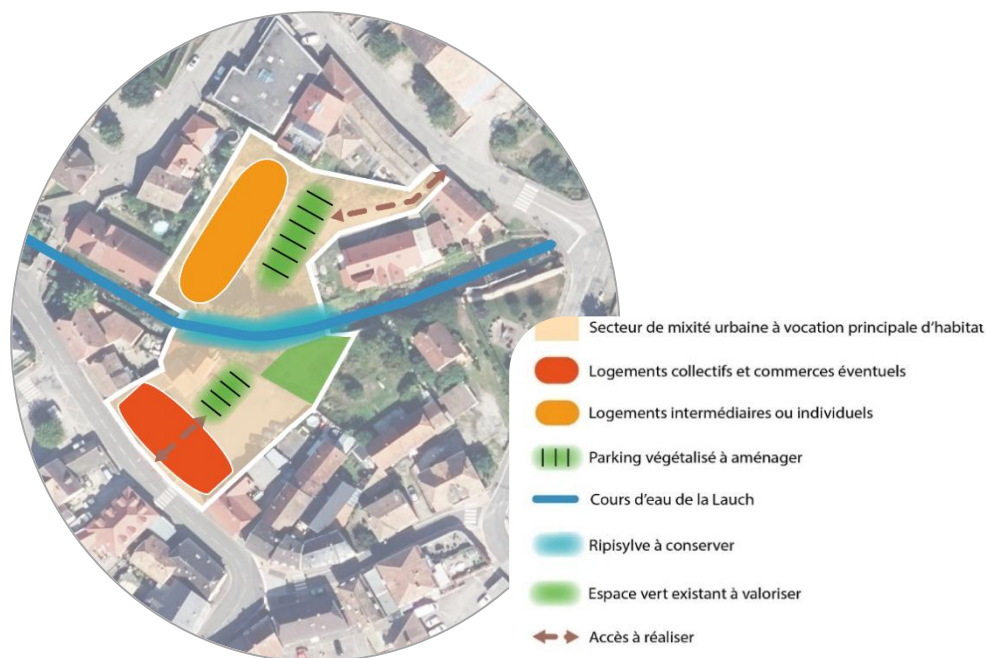 Secteur de mixité urbaine à vocation principale d'habitat
Logements collectifs et commerces éventuels
Logements intermédiaires ou individuels
Parking végétalisé à aménager
Cours d'eau de la Lauch
Ripisylve à conserver
Espace vert existant à valoriser
Accès à réaliser